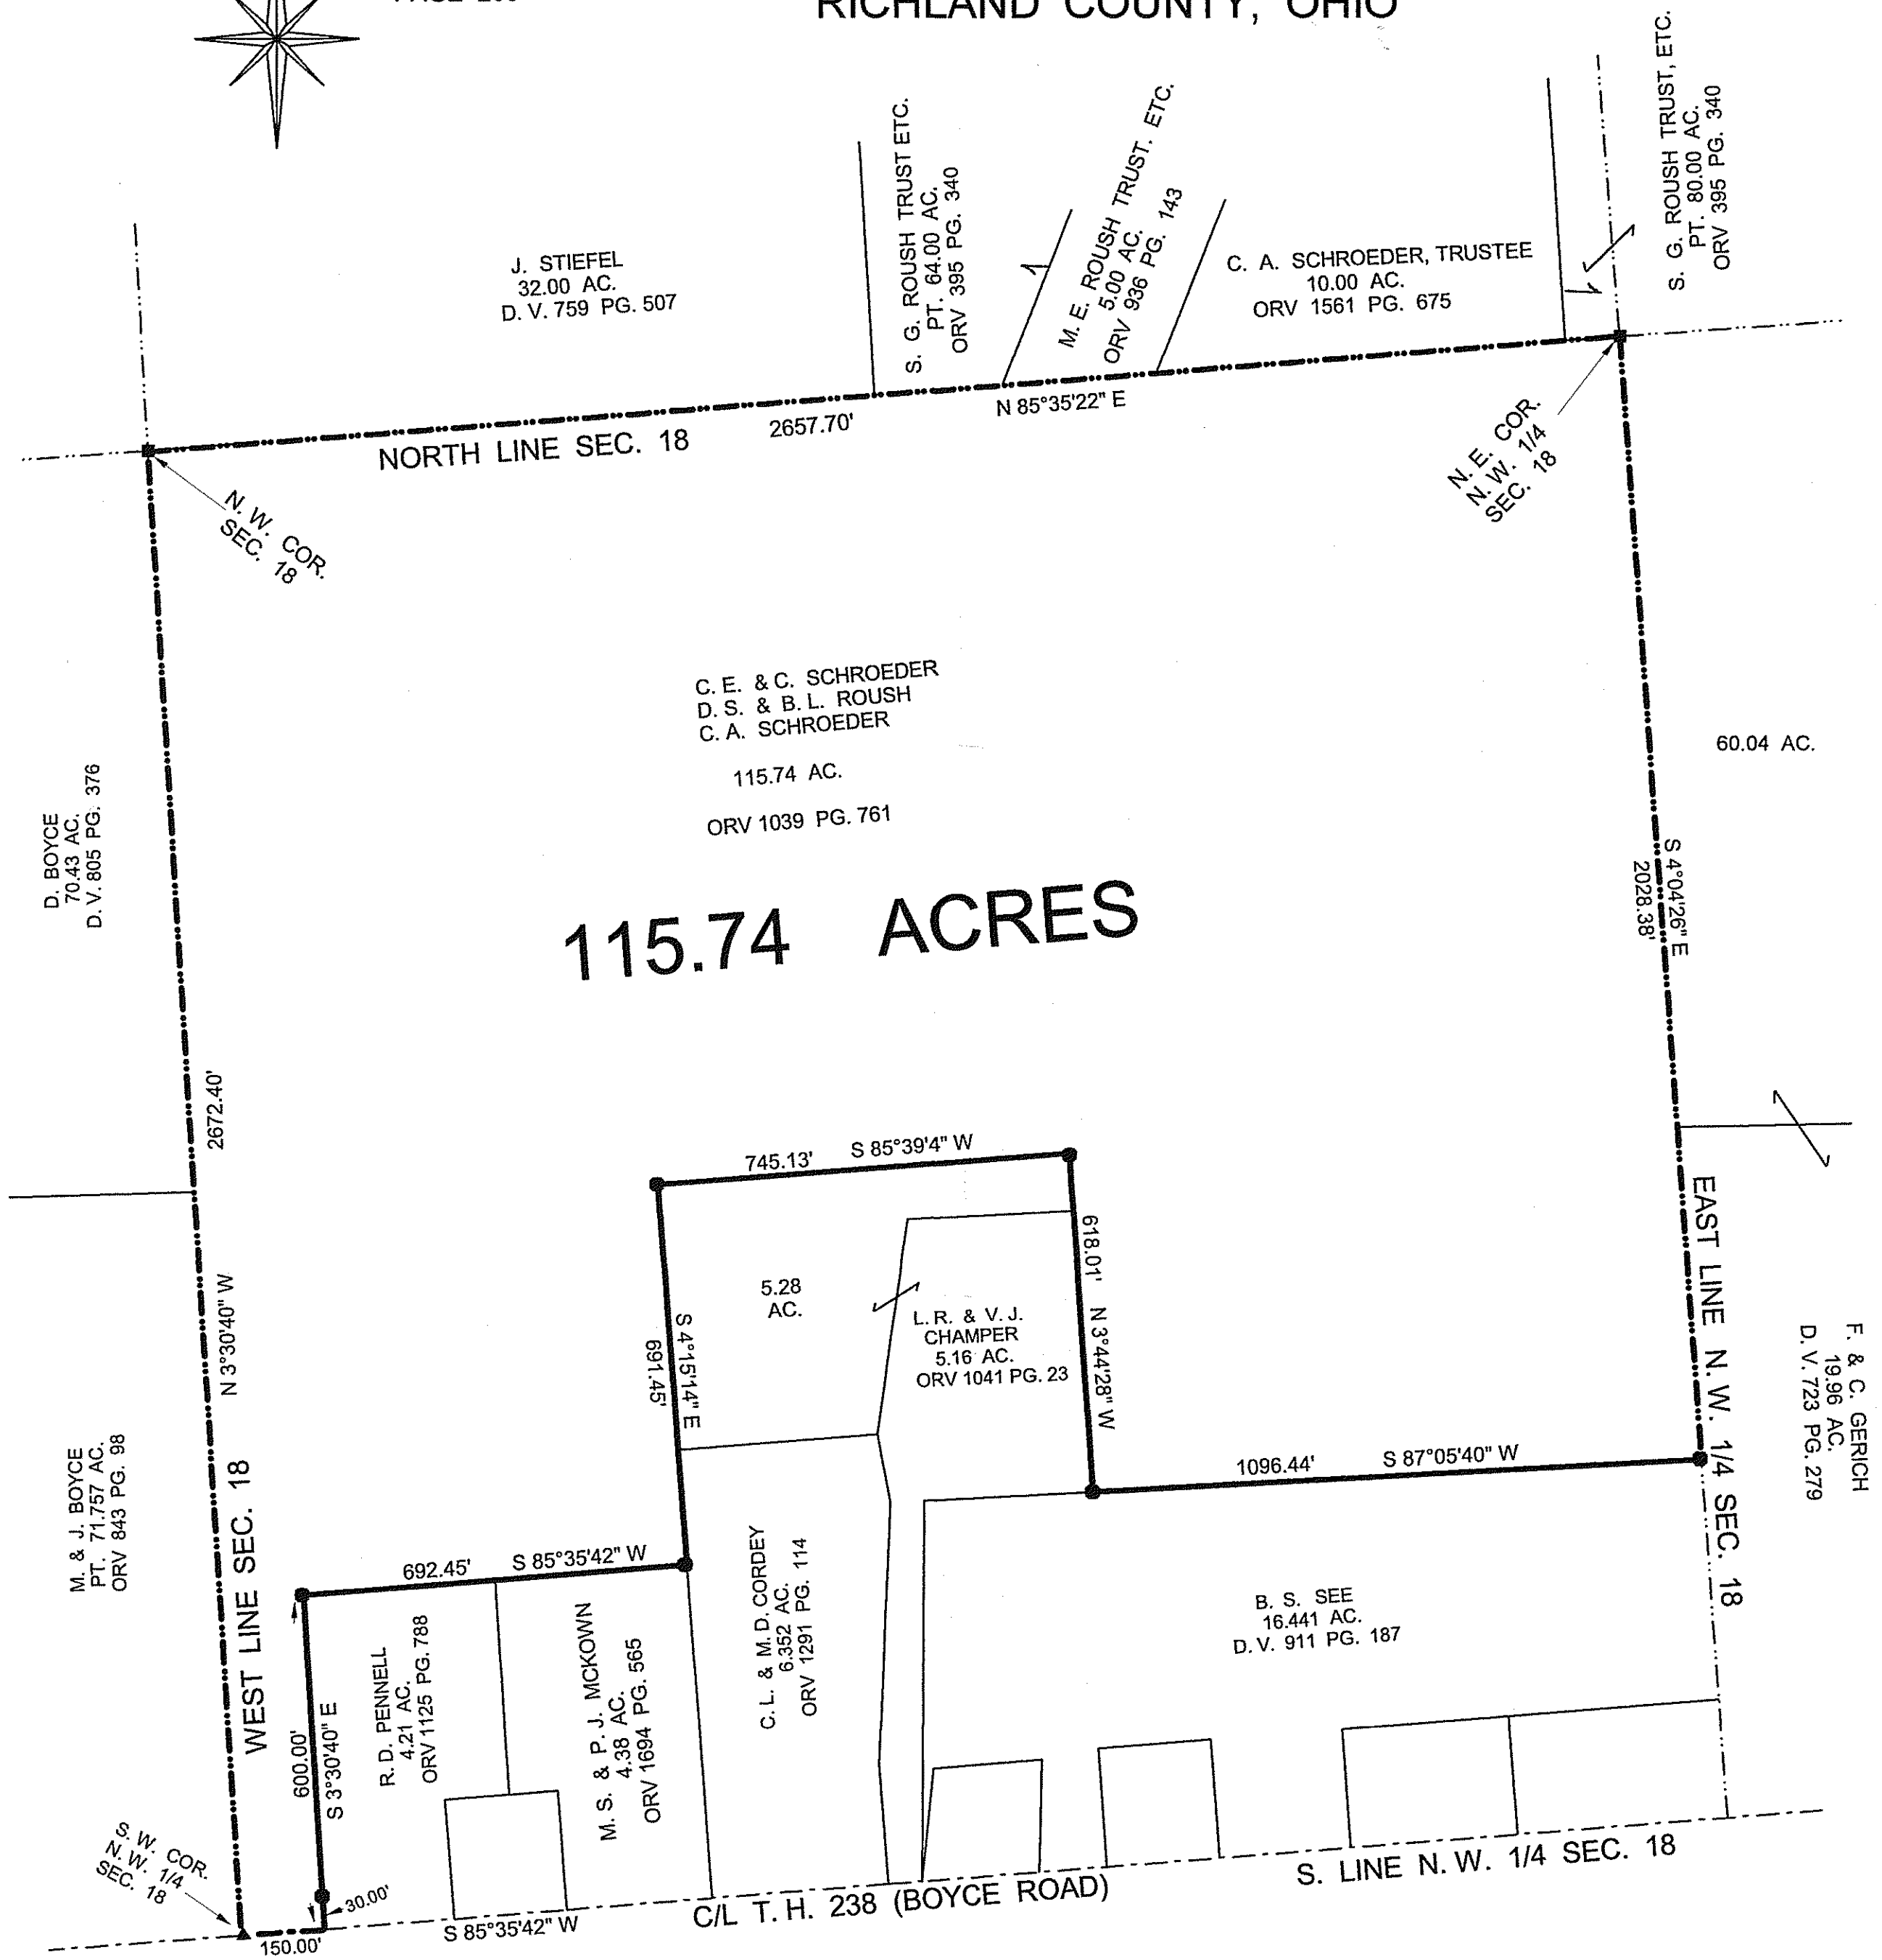 RICHLAND COUNTY, OHIO
J. STIEFEL
32.00 AC.
D. V. 759 PG. 507
S. G. ROUSH TRUST ETC.
PT. 64.00 AC.
ORV 395 PG. 340
M. E. ROUSH TRUST. ETC.
5.00 AC.
ORV 936 PG. 143
C. A. SCHROEDER, TRUSTEE
10.00 AC.
ORV 1561 PG. 675
S. G. ROUSH TRUST, ETC.
PT. 80.00 AC.
ORV 395 PG. 340
NORTH LINE SEC. 18
2657.70'
N 85°35'22" E
N. W. COR.
SEC. 18
N. E. COR.
N. W. 1/4
SEC. 18
C. E. & C. SCHROEDER
D. S. & B. L. ROUSH
C. A. SCHROEDER
115.74 AC.
ORV 1039 PG. 761
60.04 AC.
D. BOYCE
70.43 AC.
D. V. 805 PG. 376
115.74 ACRES
S 4°04'26" E
2028.38'
2672.40'
N 3°30'40" W
WEST LINE SEC. 18
745.13'
S 85°39'4" W
618.01'
N 3°44'28" W
5.28
AC.
L. R. & V. J.
CHAMPER
5.16 AC.
ORV 1041 PG. 23
S 4°15'14" E
691.45'
EAST LINE N. W. 1/4 SEC. 18
F. & C. GERICH
19.96 AC.
D. V. 723 PG. 279
M. & J. BOYCE
PT. 71.757 AC.
ORV 843 PG. 98
1096.44'
S 87°05'40" W
692.45'
S 85°35'42" W
R. D. PENNELL
4.21 AC.
ORV 1125 PG. 788
M. S. & P. J. MCKOWN
4.38 AC.
ORV 1694 PG. 565
C. L. & M. D. CORDEY
6.352 AC.
ORV 1291 PG. 114
B. S. SEE
16.441 AC.
D. V. 911 PG. 187
600.00'
S 3°30'40" E
S. W. COR.
N. W. 1/4
SEC. 18
30.00'
150.00'
S 85°35'42" W
C/L T. H. 238 (BOYCE ROAD)
S. LINE N. W. 1/4 SEC. 18